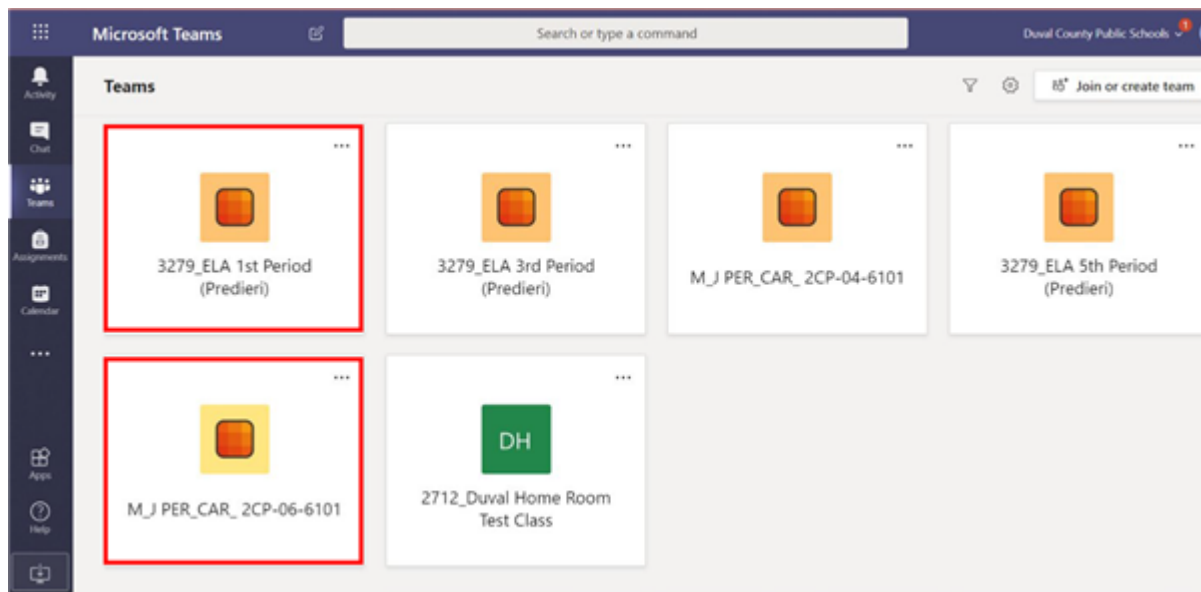 Microsoft Teams
Search or type a command
Duval County Public Schools
1
Activity
Chat
Teams
Assignments
Calendar
Apps
Help
Teams
Join or create team
3279_ELA 1st Period
(Predieri)
3279_ELA 3rd Period
(Predieri)
M_J PER_CAR_ 2CP-04-6101
3279_ELA 5th Period
(Predieri)
M_J PER_CAR_ 2CP-06-6101
DH
2712_Duval Home Room
Test Class